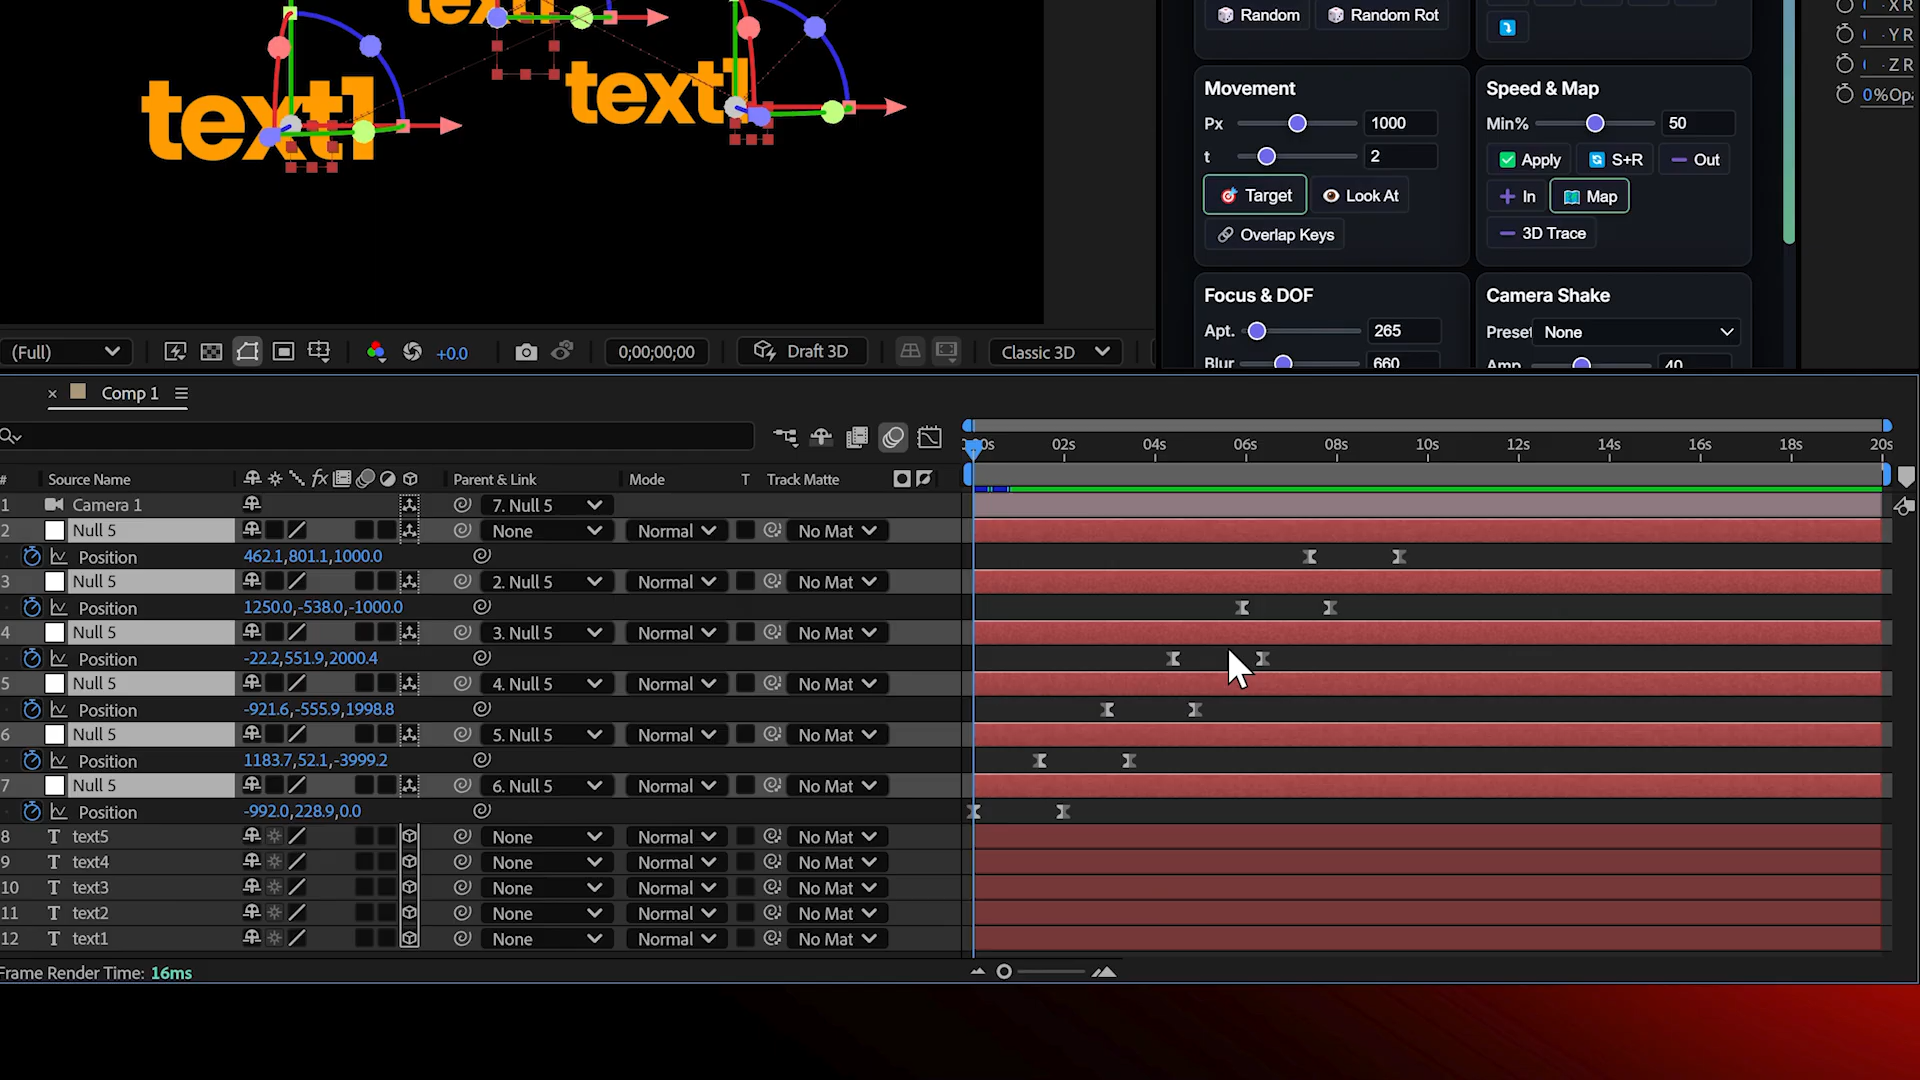 text1
text1
text1
Random
Random Rot
X R
Y R
Z R
0% Op
Movement
Px 1000
t 2
Target
Look At
Overlap Keys
Speed & Map
Min% 50
Apply
S+R
Out
In
Map
3D Trace
Focus & DOF
Apt. 265
Blur 660
Camera Shake
Preset None
Amp 40
(Full)
+0.0
0;00;00;00
Draft 3D
Classic 3D
Comp 1
02s 04s 06s 08s 10s 12s 14s 16s 18s 20s
# Source Name fx Parent & Link Mode T Track Matte
1 Camera 1 7. Null 5
2 Null 5 None Normal No Mat
Position 462.1,801.1,1000.0
3 Null 5 2. Null 5 Normal No Mat
Position 1250.0,-538.0,-1000.0
4 Null 5 3. Null 5 Normal No Mat
Position -22.2,551.9,2000.4
5 Null 5 4. Null 5 Normal No Mat
Position -921.6,-555.9,1998.8
6 Null 5 5. Null 5 Normal No Mat
Position 1183.7,52.1,-3999.2
7 Null 5 6. Null 5 Normal No Mat
Position -992.0,228.9,0.0
8 T text5 None Normal No Mat
9 T text4 None Normal No Mat
10 T text3 None Normal No Mat
11 T text2 None Normal No Mat
12 T text1 None Normal No Mat
Frame Render Time: 16ms